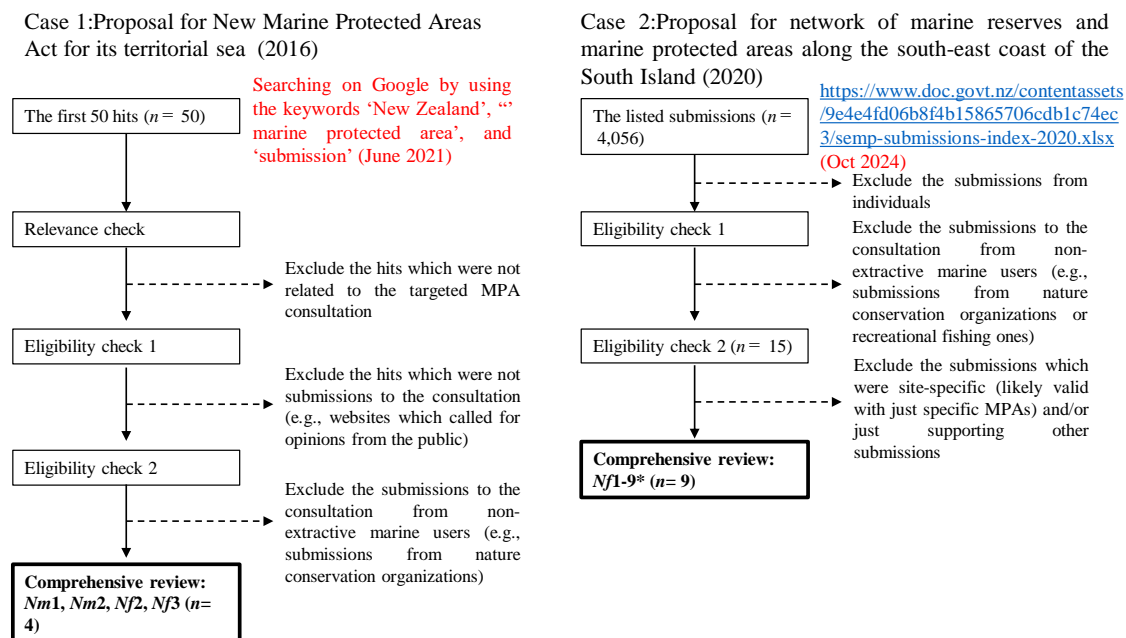 Case 1:Proposal for New Marine Protected Areas
Act for its territorial sea (2016)
Searching on Google by using
the keywords ‘New Zealand’, “’
marine protected area’, and
‘submission’ (June 2021)
The first 50 hits (n = 50)
Relevance check
Exclude the hits which were not
related to the targeted MPA
consultation
Eligibility check 1
Exclude the hits which were not
submissions to the consultation
(e.g., websites which called for
opinions from the public)
Eligibility check 2
Exclude the submissions to the
consultation from non-
extractive marine users (e.g.,
submissions from nature
conservation organizations)
Comprehensive review:
Nm1, Nm2, Nf2, Nf3 (n=
4)
Case 2:Proposal for network of marine reserves and
marine protected areas along the south-east coast of the
South Island (2020)
https://www.doc.govt.nz/contentassets
/9e4e4fd06b8f4b15865706cdb1c74ec
3/semp-submissions-index-2020.xlsx
(Oct 2024)
The listed submissions (n =
4,056)
Exclude the submissions from
individuals
Eligibility check 1
Exclude the submissions to the
consultation from non-
extractive marine users (e.g.,
submissions from nature
conservation organizations or
recreational fishing ones)
Eligibility check 2 (n = 15)
Exclude the submissions which
were site-specific (likely valid
with just specific MPAs) and/or
just supporting other
submissions
Comprehensive review:
Nf1-9* (n= 9)